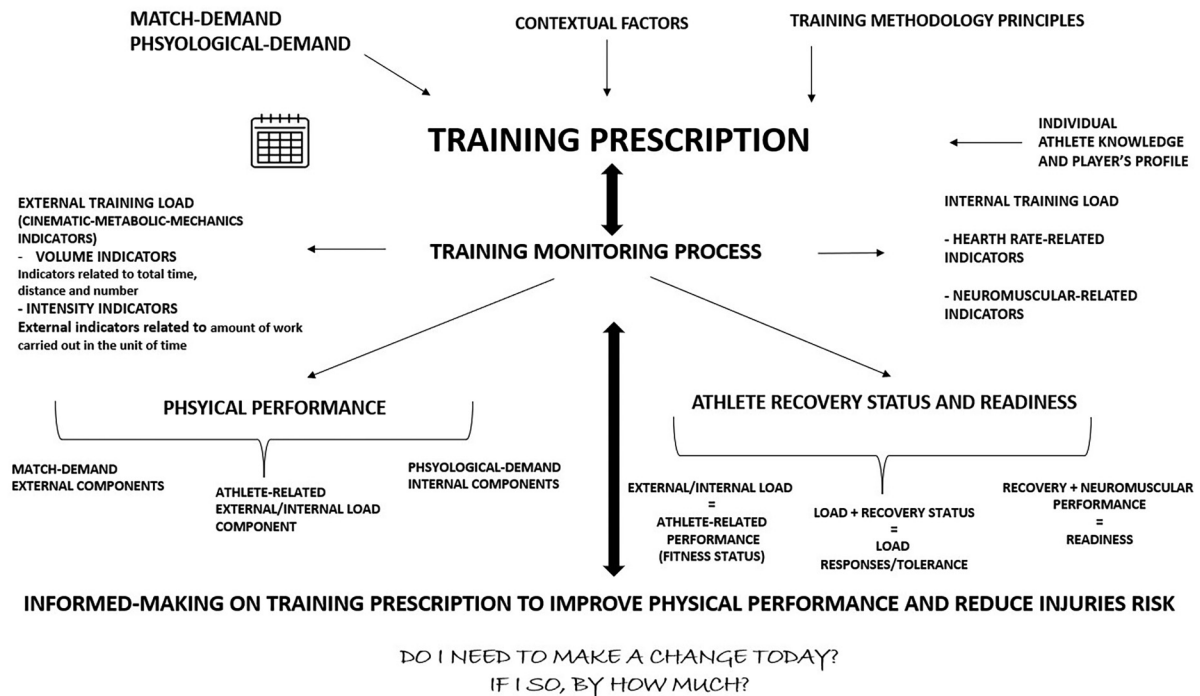 MATCH-DEMAND
PHSYOLOGICAL-DEMAND
CONTEXTUAL FACTORS
TRAINING METHODOLOGY PRINCIPLES
TRAINING PRESCRIPTION
INDIVIDUAL
ATHLETE KNOWLEDGE
AND PLAYER'S PROFILE
EXTERNAL TRAINING LOAD
(CINEMATIC-METABOLIC-MECHANICS
INDICATORS)
- VOLUME INDICATORS
Indicators related to total time,
distance and number
- INTENSITY INDICATORS
External indicators related to amount of work
carried out in the unit of time
TRAINING MONITORING PROCESS
INTERNAL TRAINING LOAD
- HEARTH RATE-RELATED
INDICATORS
- NEUROMUSCULAR-RELATED
INDICATORS
PHSYICAL PERFORMANCE
MATCH-DEMAND
EXTERNAL COMPONENTS
ATHLETE-RELATED
EXTERNAL/INTERNAL LOAD
COMPONENT
PHSYOLOGICAL-DEMAND
INTERNAL COMPONENTS
ATHLETE RECOVERY STATUS AND READINESS
EXTERNAL/INTERNAL LOAD
=
ATHLETE-RELATED
PERFORMANCE
(FITNESS STATUS)
LOAD + RECOVERY STATUS
=
LOAD
RESPONSES/TOLERANCE
RECOVERY + NEUROMUSCULAR
PERFORMANCE
=
READINESS
INFORMED-MAKING ON TRAINING PRESCRIPTION TO IMPROVE PHYSICAL PERFORMANCE AND REDUCE INJURIES RISK
DO I NEED TO MAKE A CHANGE TODAY?
IF I SO, BY HOW MUCH?